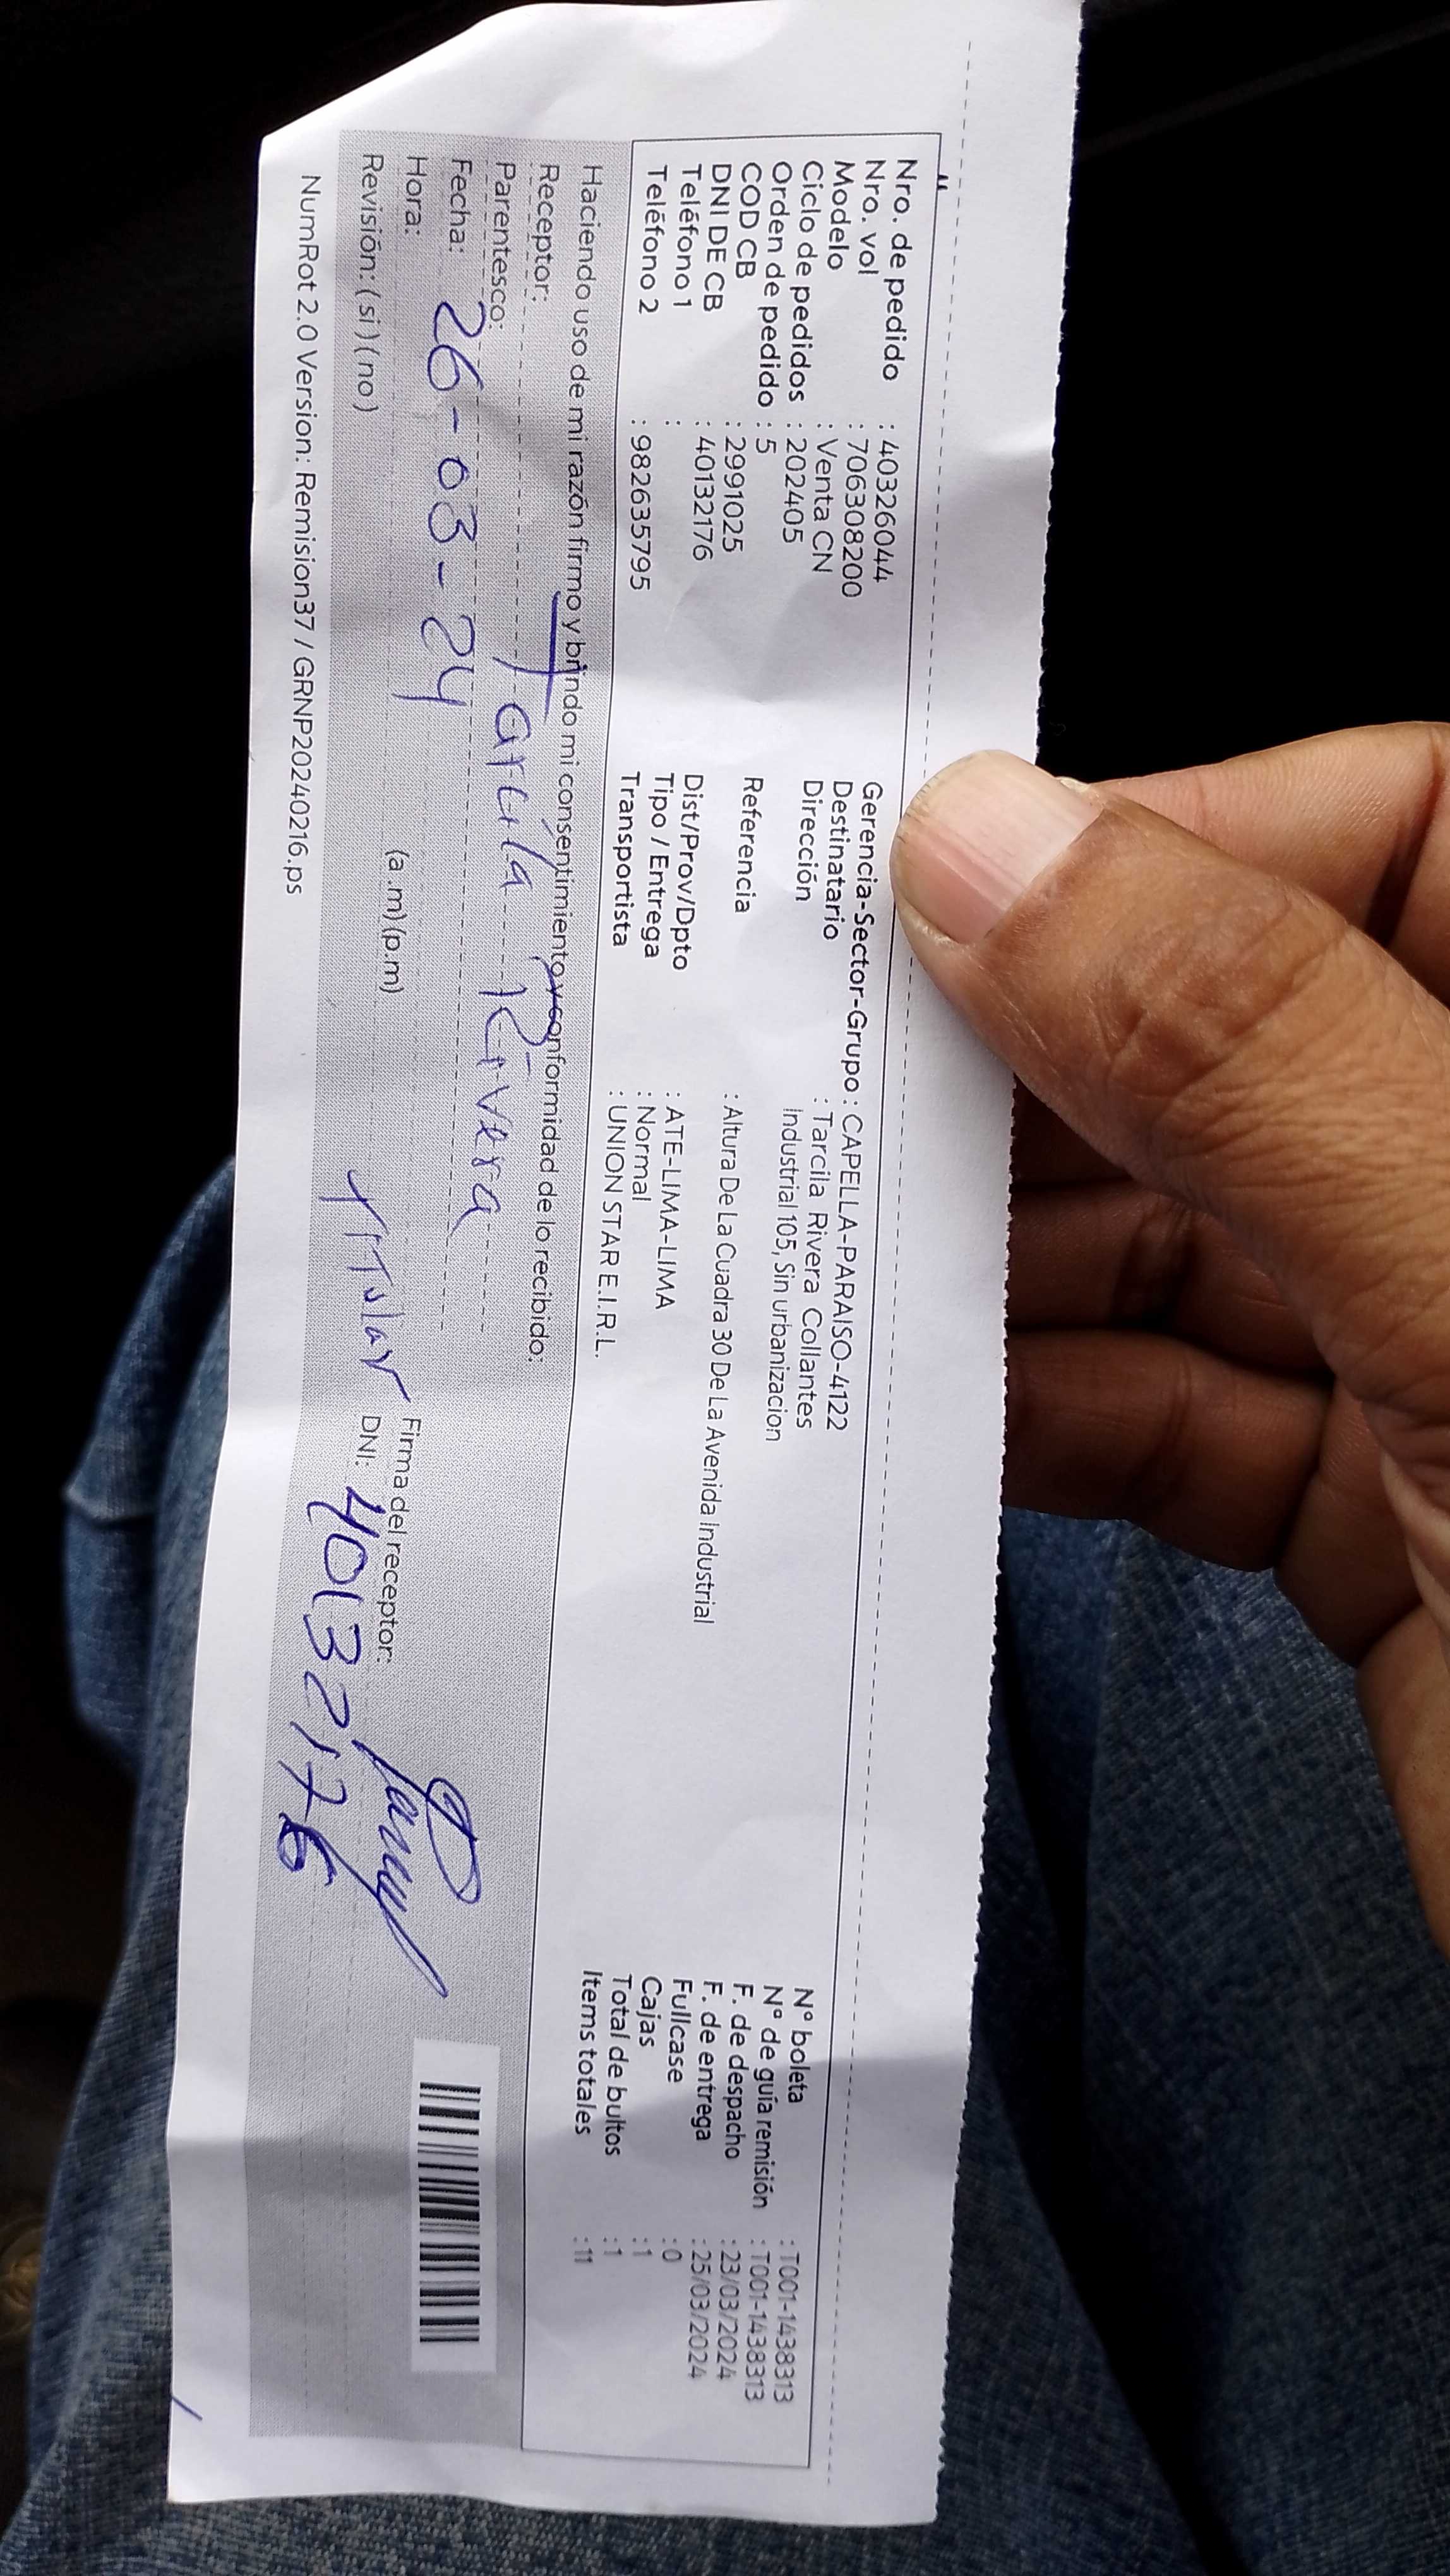 Nro. de pedido : 40326044
Nro. vol : 706308200
Modelo : Venta CN
Ciclo de pedidos : 202405
Orden de pedido : 5
COD CB : 2991025
DNI DE CB : 40132176
Teléfono 1 :
Teléfono 2 : 982635795
Gerencia-Sector-Grupo : CAPELLA-PARAISO-4122
Destinatario : Tarcila Rivera Collantes
Dirección Industrial 105, Sin urbanizacion
Referencia : Altura De La Cuadra 30 De La Avenida Industrial
Dist/Prov/Dpto : ATE-LIMA-LIMA
Tipo / Entrega : Normal
Transportista : UNION STAR E.I.R.L.
Nº boleta : T001-1438313
Nº de guía remisión : T001-1438313
F. de despacho : 23/03/2024
F. de entrega : 25/03/2024
Fullcase : 0
Cajas : 1
Total de bultos : 1
Items totales : 11
Haciendo uso de mi razón firmo y brindo mi consentimiento y conformidad de lo recibido:
Receptor: Tarcila Rivera
Parentesco: Titular
Fecha: 26-03-24
Hora: (a.m) (p.m)
Revisión: (si) (no)
Firma del receptor:
DNI: 40132176
NumRot 2.0 Version: Remision37 / GRNP20240216.ps